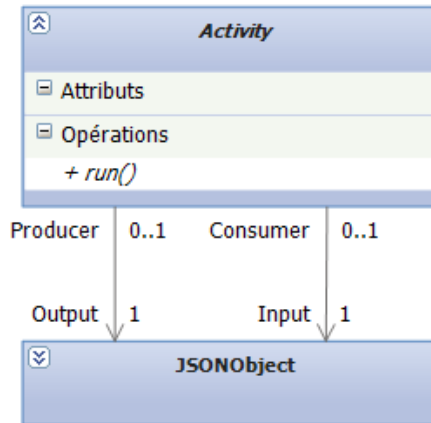 Activity
Attributs
Opérations
+ run()
Producer 0..1 Consumer 0..1
Output 1 Input 1
JSONObject